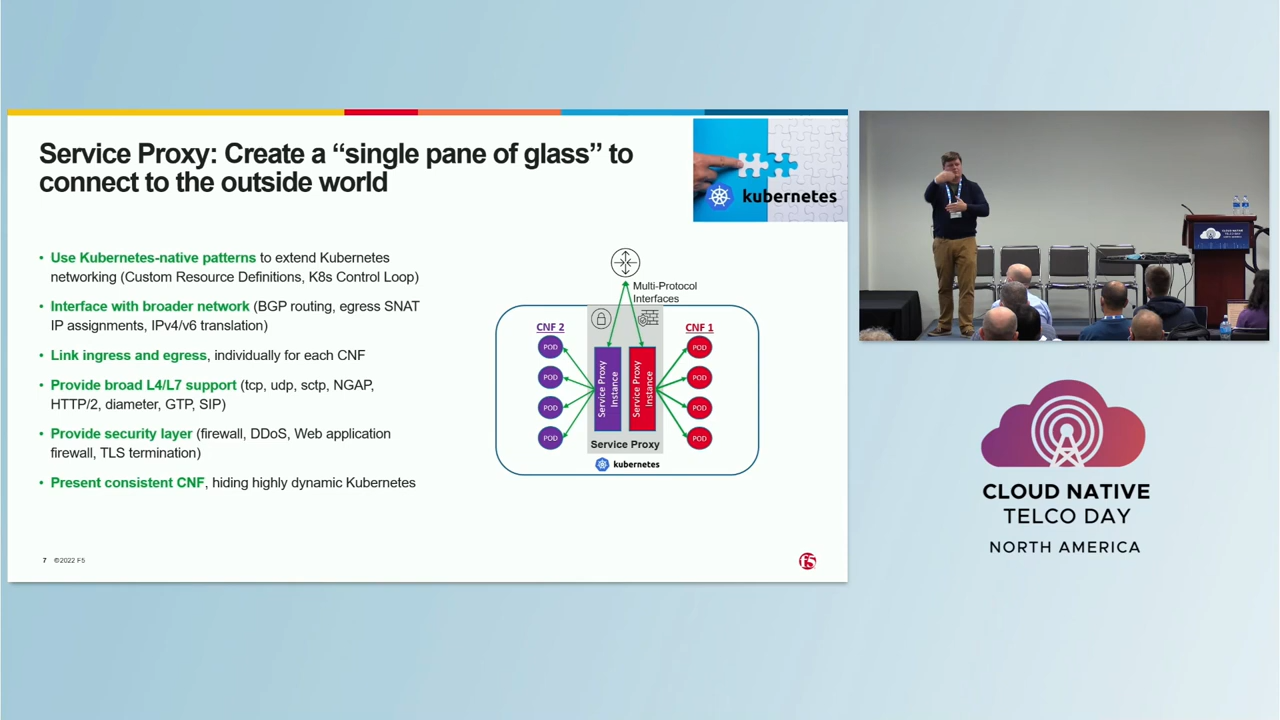 Service Proxy: Create a “single pane of glass” to
connect to the outside world
kubernetes
• Use Kubernetes-native patterns to extend Kubernetes
networking (Custom Resource Definitions, K8s Control Loop)
• Interface with broader network (BGP routing, egress SNAT
IP assignments, IPv4/v6 translation)
• Link ingress and egress, individually for each CNF
• Provide broad L4/L7 support (tcp, udp, sctp, NGAP,
HTTP/2, diameter, GTP, SIP)
• Provide security layer (firewall, DDoS, Web application
firewall, TLS termination)
• Present consistent CNF, hiding highly dynamic Kubernetes
Multi-Protocol
Interfaces
CNF 2
POD
POD
POD
POD
Service Proxy
Instance
Service Proxy
Instance
CNF 1
POD
POD
POD
POD
Service Proxy
kubernetes
7 ©2022 F5
f5
CLOUD NATIVE
TELCO DAY
CLOUD NATIVE
TELCO DAY
NORTH AMERICA